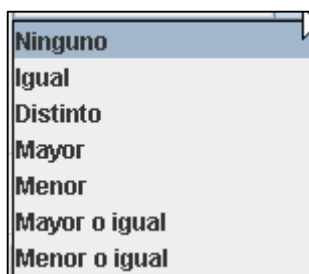 Ninguno
Igual
Distinto
Mayor
Menor
Mayor o igual
Menor o igual